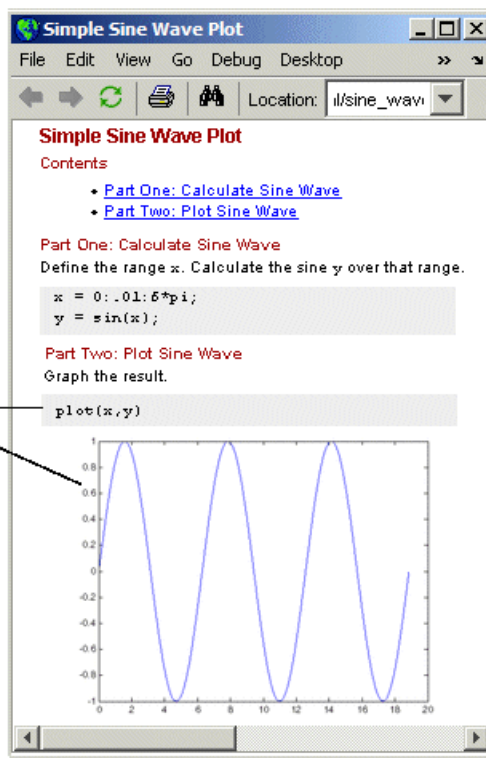 Simple Sine Wave Plot
File Edit View Go Debug Desktop »
Location: il/sine_wav
Simple Sine Wave Plot
Contents
• Part One: Calculate Sine Wave
• Part Two: Plot Sine Wave
Part One: Calculate Sine Wave
Define the range x. Calculate the sine y over that range.
x = 0:.01:6*pi;
y = sin(x);
Part Two: Plot Sine Wave
Graph the result.
plot(x,y)
1
0.8
0.6
0.4
0.2
0
-0.2
-0.4
-0.6
-0.8
-1
0 2 4 6 8 10 12 14 16 18 20